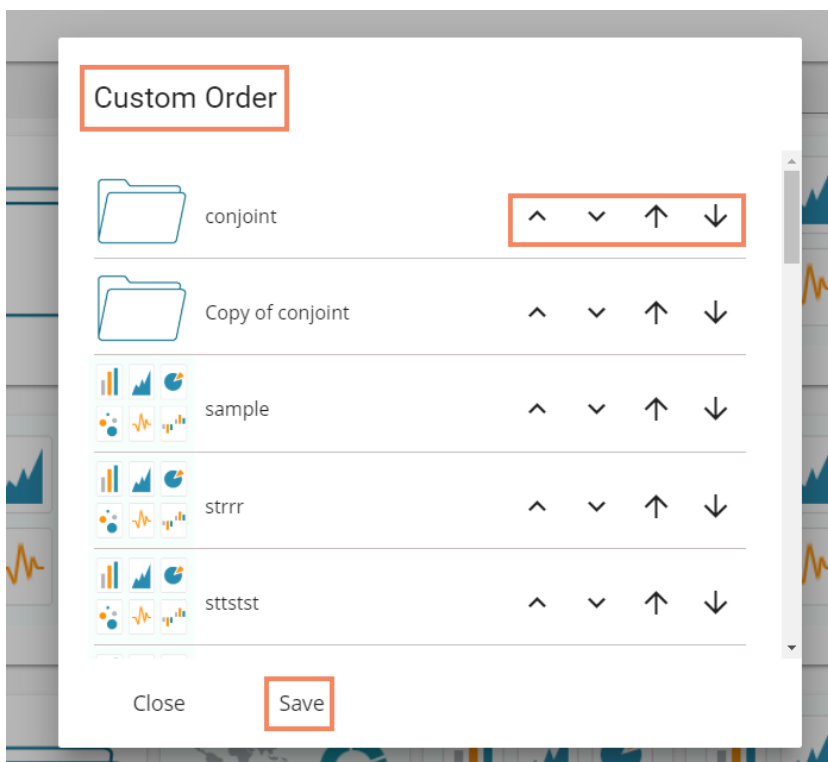 Custom Order
conjoint
Copy of conjoint
sample
strrr
sttstst
Close Save